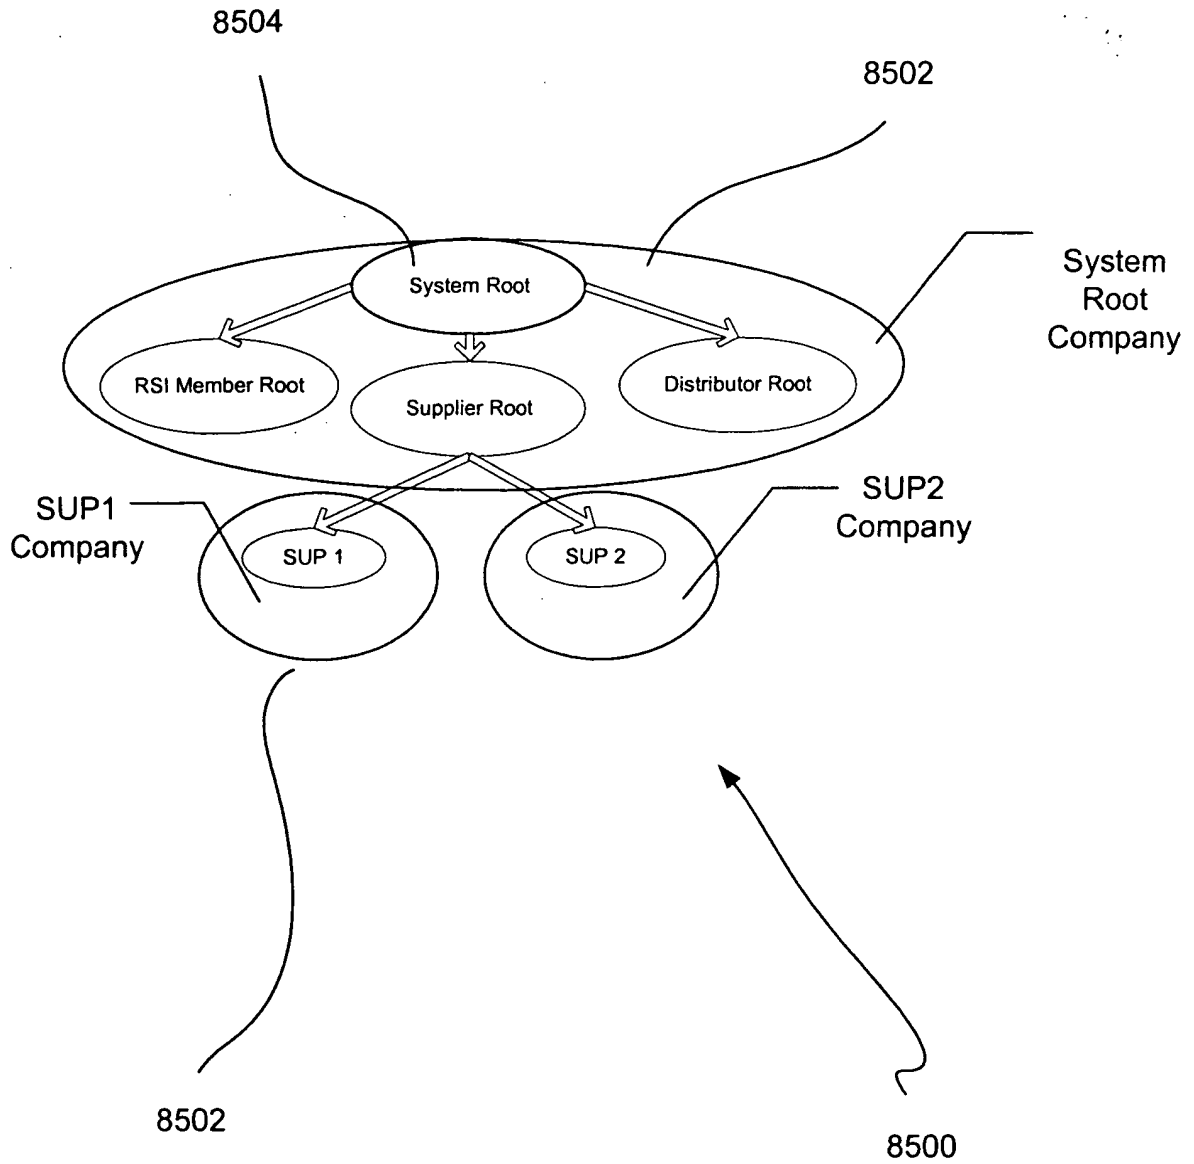 8504
8502
System Root
System
Root
Company
RSI Member Root
Supplier Root
Distributor Root
SUP1
Company
SUP2
Company
SUP 1
SUP 2
8502
8500